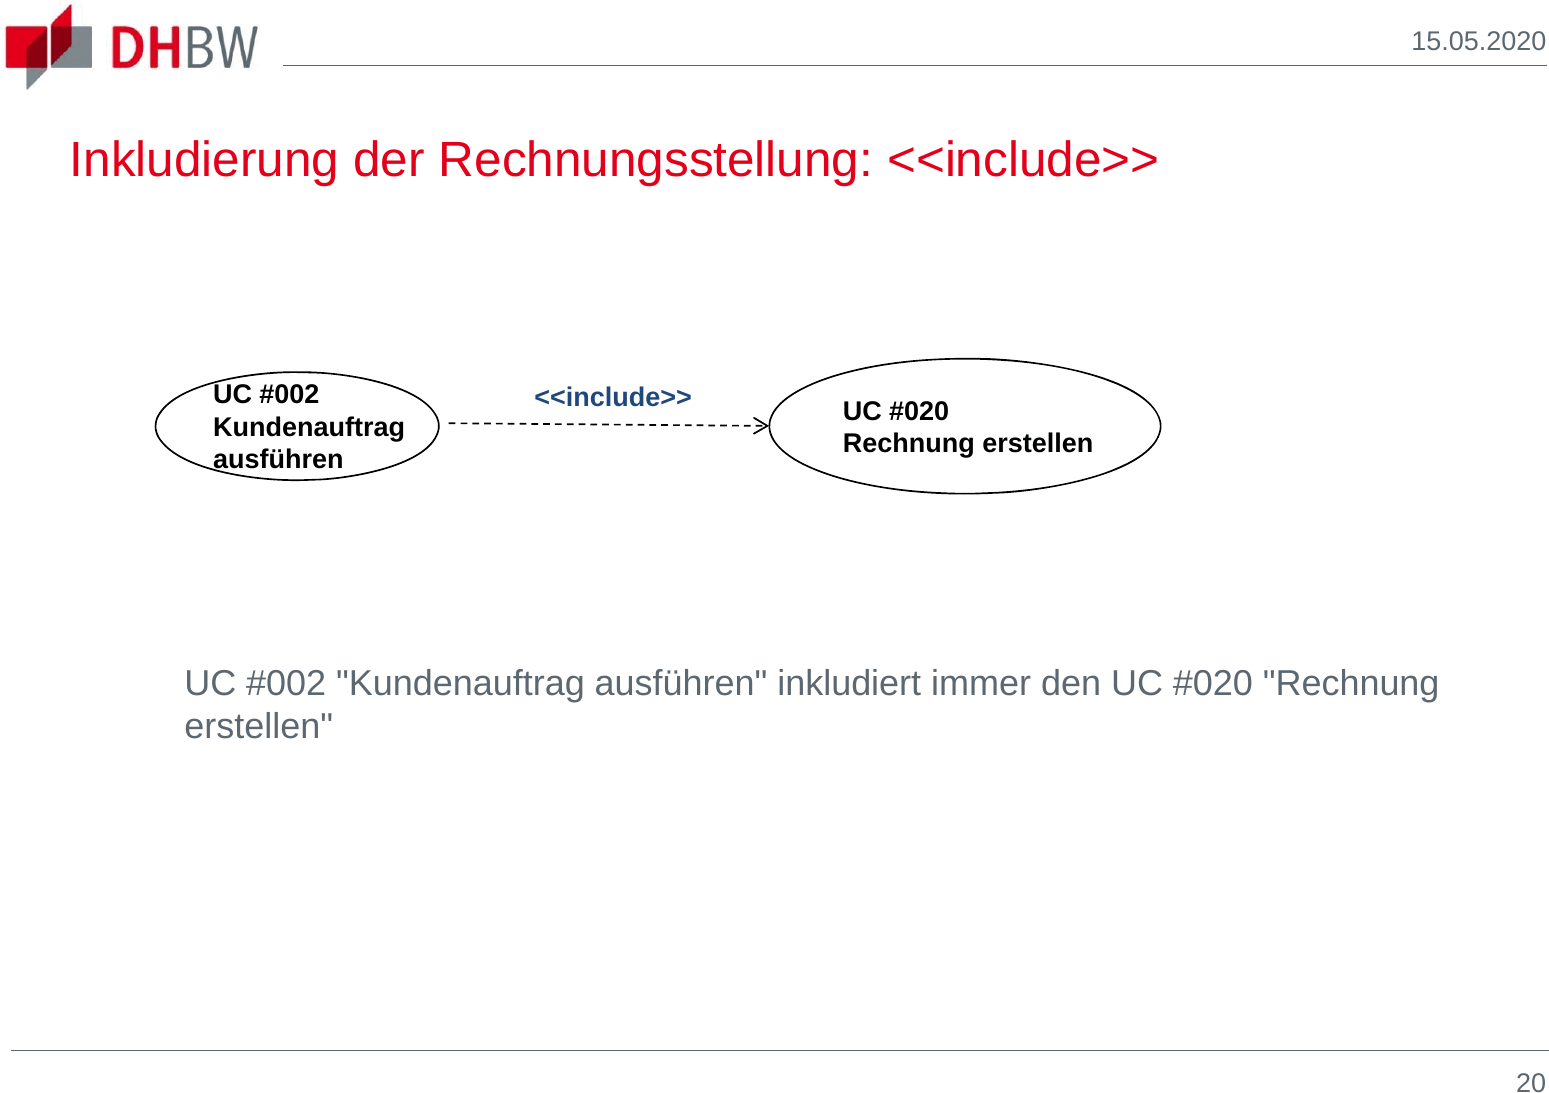 DHBW
15.05.2020
Inkludierung der Rechnungsstellung: <<include>>
UC #002
Kundenauftrag
ausführen
<<include>>
UC #020
Rechnung erstellen
UC #002 "Kundenauftrag ausführen" inkludiert immer den UC #020 "Rechnung
erstellen"
20